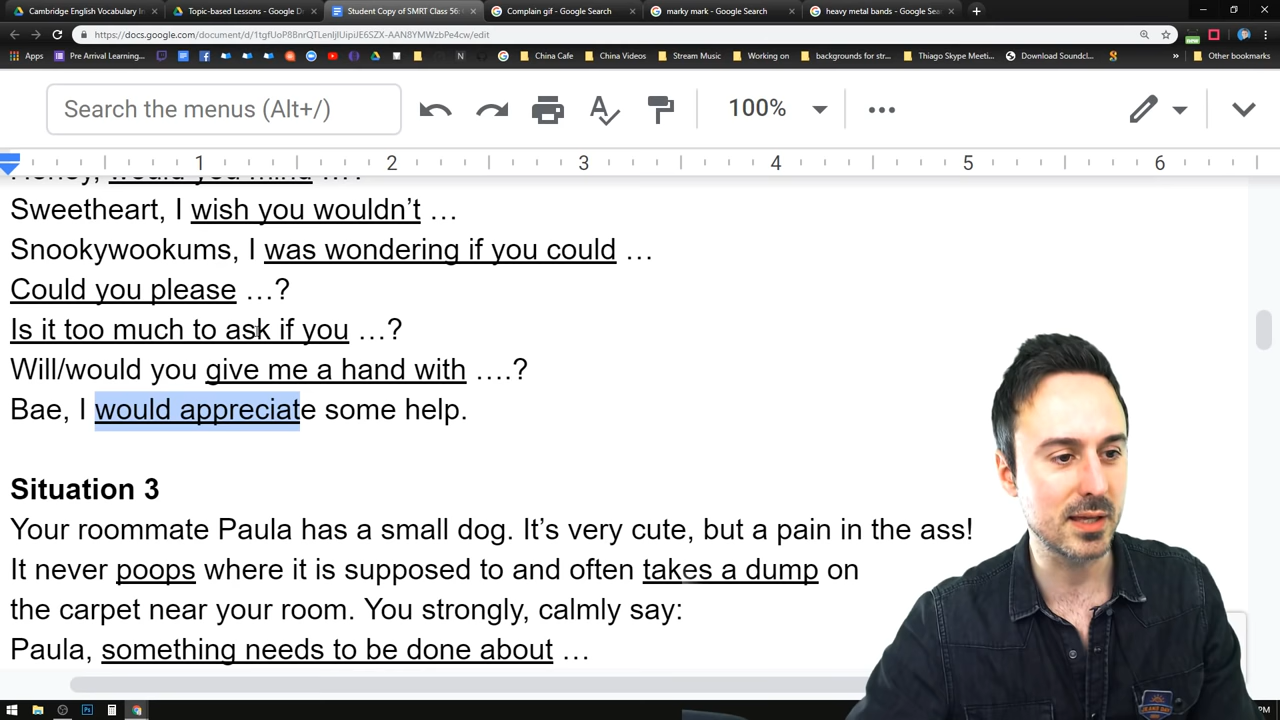 Cambridge English Vocabulary I
Topic-based Lessons - Google D
Student Copy of SMRT Class 56:
Complain gif - Google Search
marky mark - Google Search
heavy metal bands - Google Sea
https://docs.google.com/document/d/1tgfUoP8BnrQTLenIjlUipiJE6SZX-AAN8YMWzbPe4cw/edit
Apps
Pre Arrival Learning...
China Cafe
China Videos
Stream Music
Working on
backgrounds for str...
Thiago Skype Meeti...
Download Soundcl...
»
Other bookmarks
Search the menus (Alt+/)
100%
1 2 3 4 5 6
Honey, would you mind …?
Sweetheart, I wish you wouldn’t …
Snookywookums, I was wondering if you could …
Could you please …?
Is it too much to ask if you …?
Will/would you give me a hand with ….?
Bae, I would appreciate some help.
Situation 3
Your roommate Paula has a small dog. It’s very cute, but a pain in the ass!
It never poops where it is supposed to and often takes a dump on
the carpet near your room. You strongly, calmly say:
Paula, something needs to be done about …